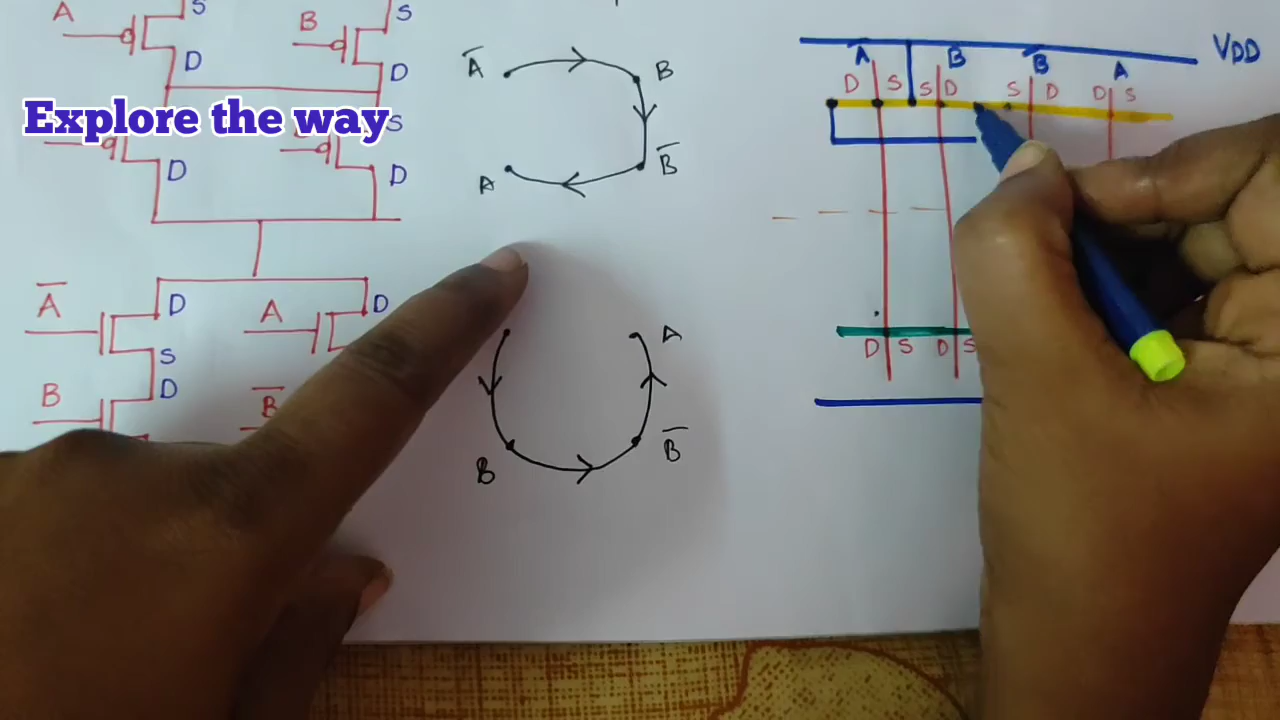 A S
B S
D
D
Explore the way
S
D
D
A̅ D
A D
S
D
B
B̅
A̅ B
B̅
A
A
B
B̅
VDD
A̅ B B̅ A
D S S D S D D S
D S D S